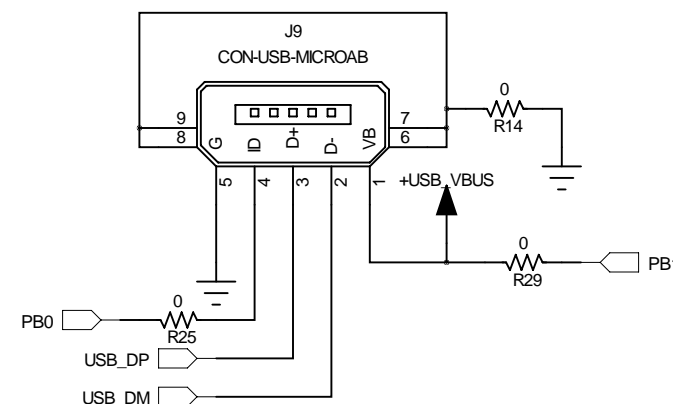 J9
CON-USB-MICROAB
9
8
7
6
G
ID
D+
D-
VB
5
4
3
2
1
0
R14
+USB_VBUS
0
R29
PB1
PB0
0
R25
USB_DP
USB_DM